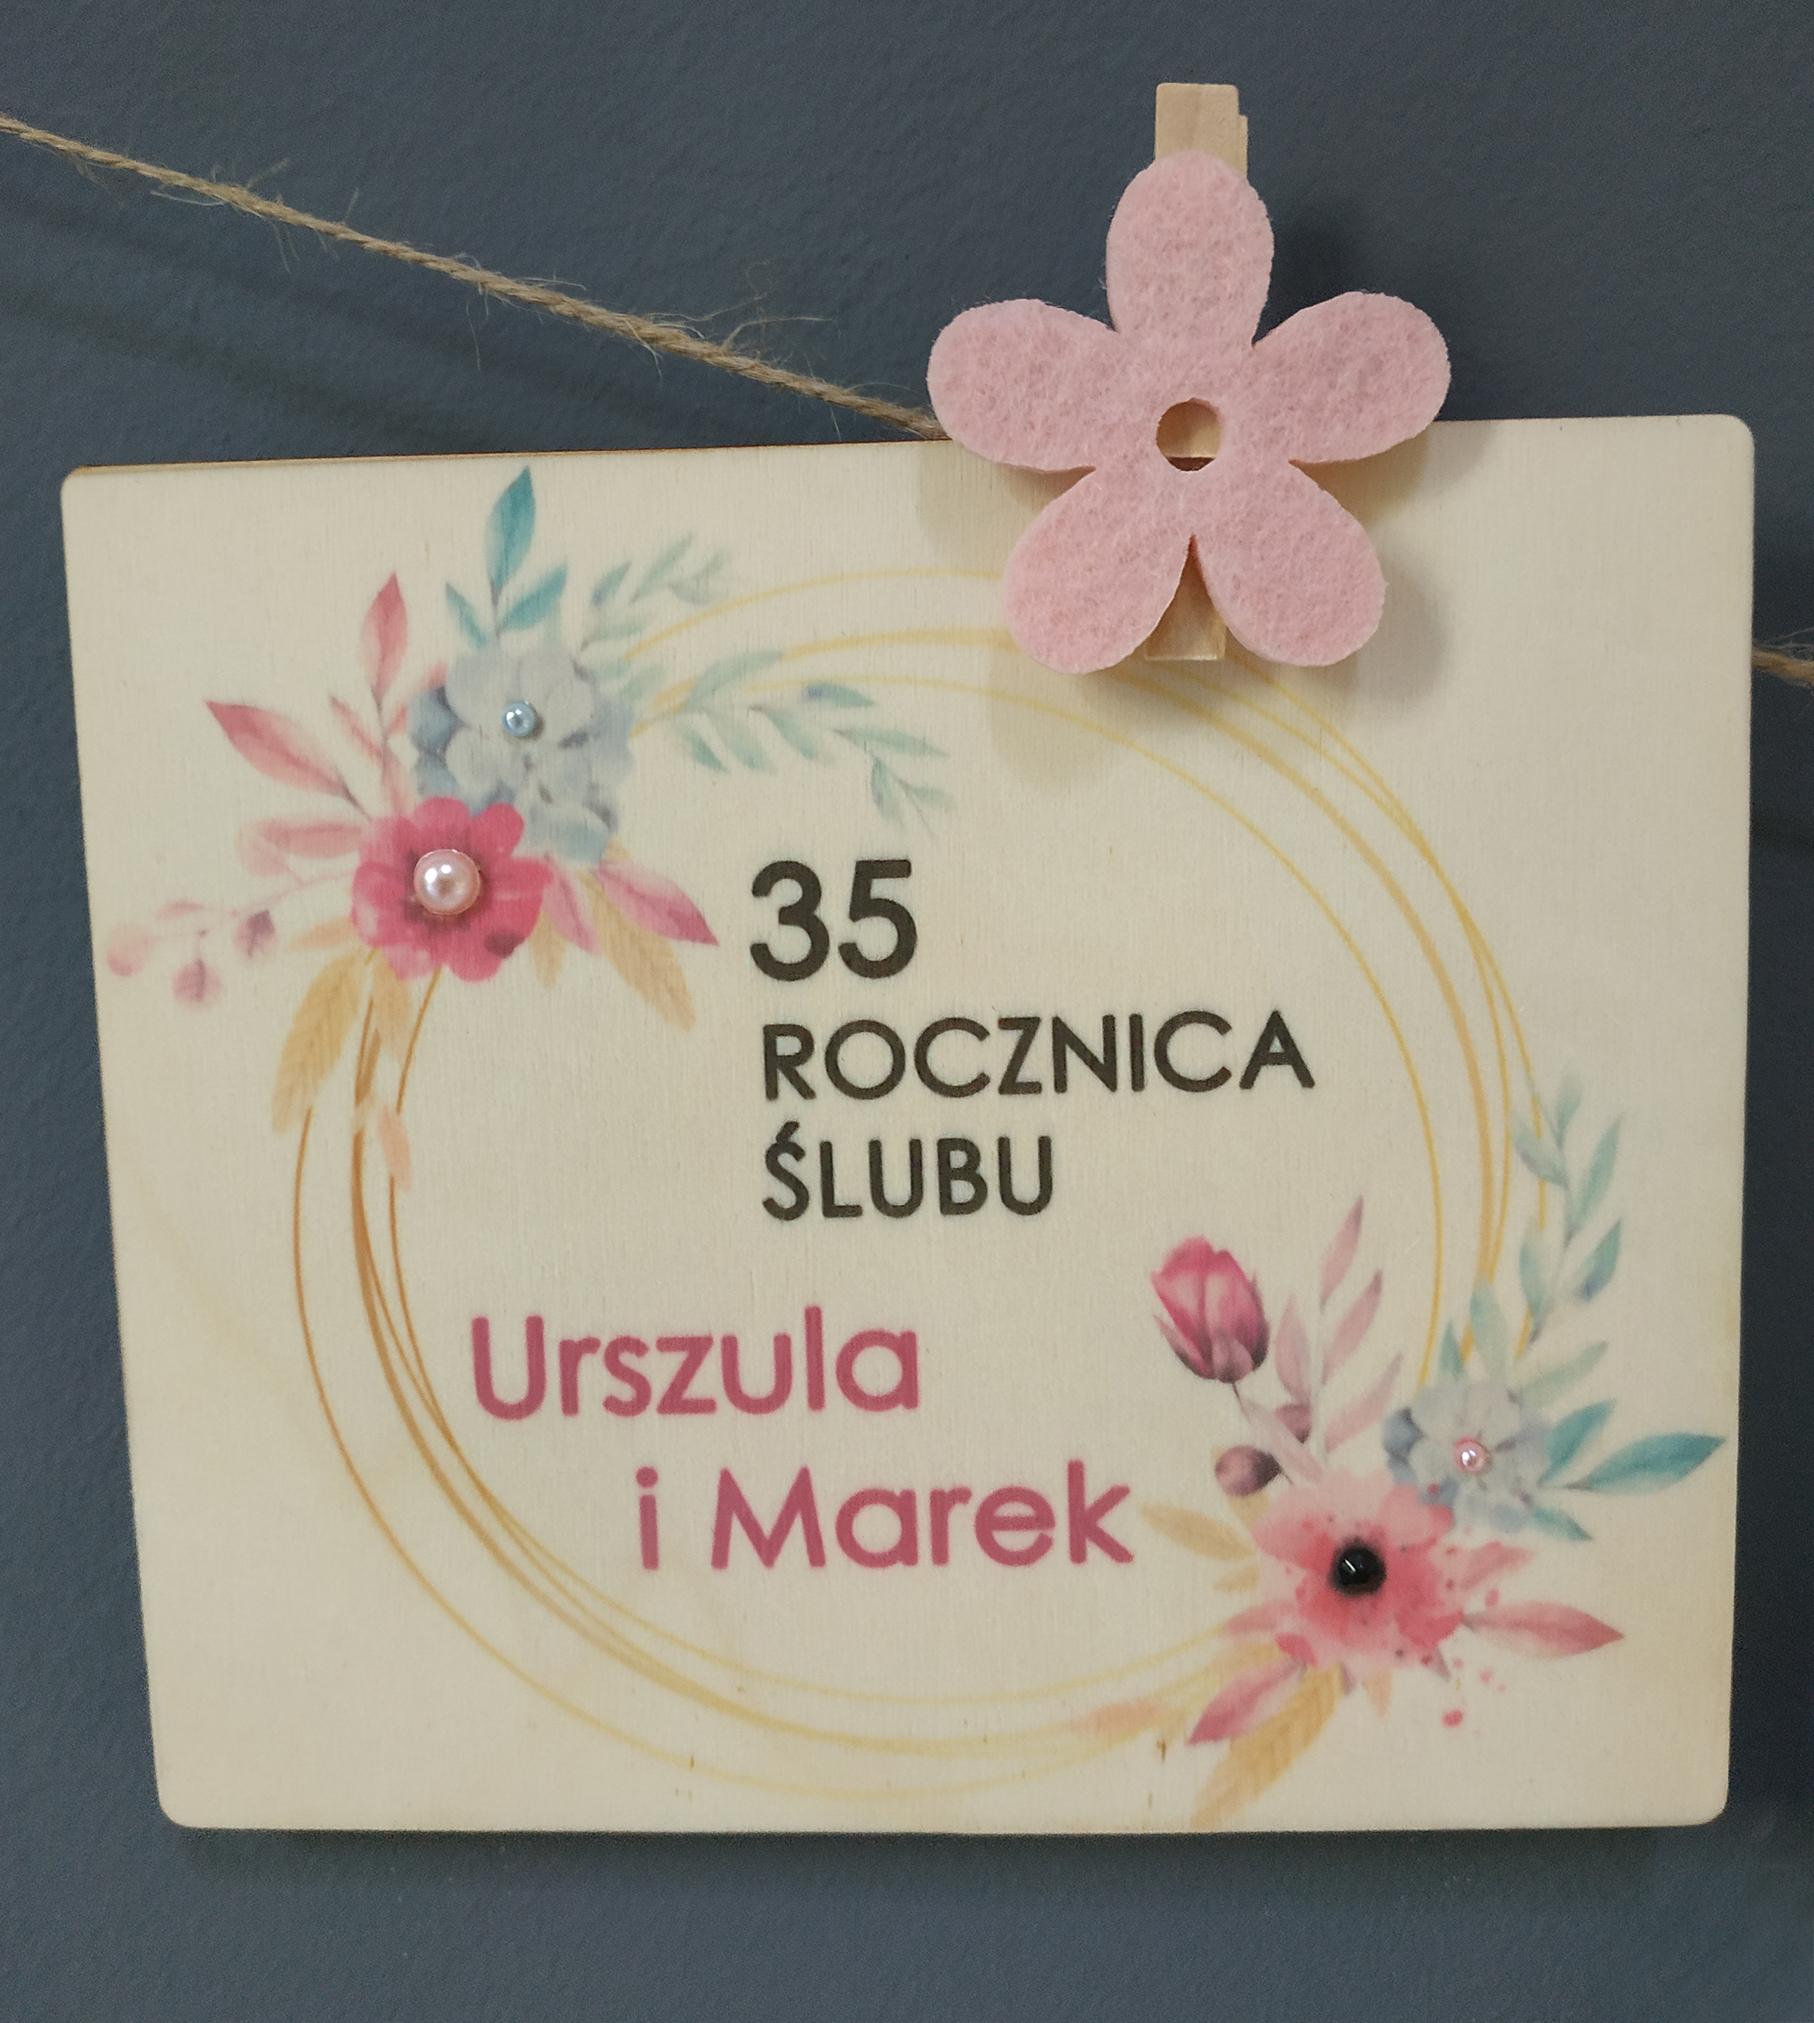 35
ROCZNICA
ŚLUBU
Urszula
i Marek